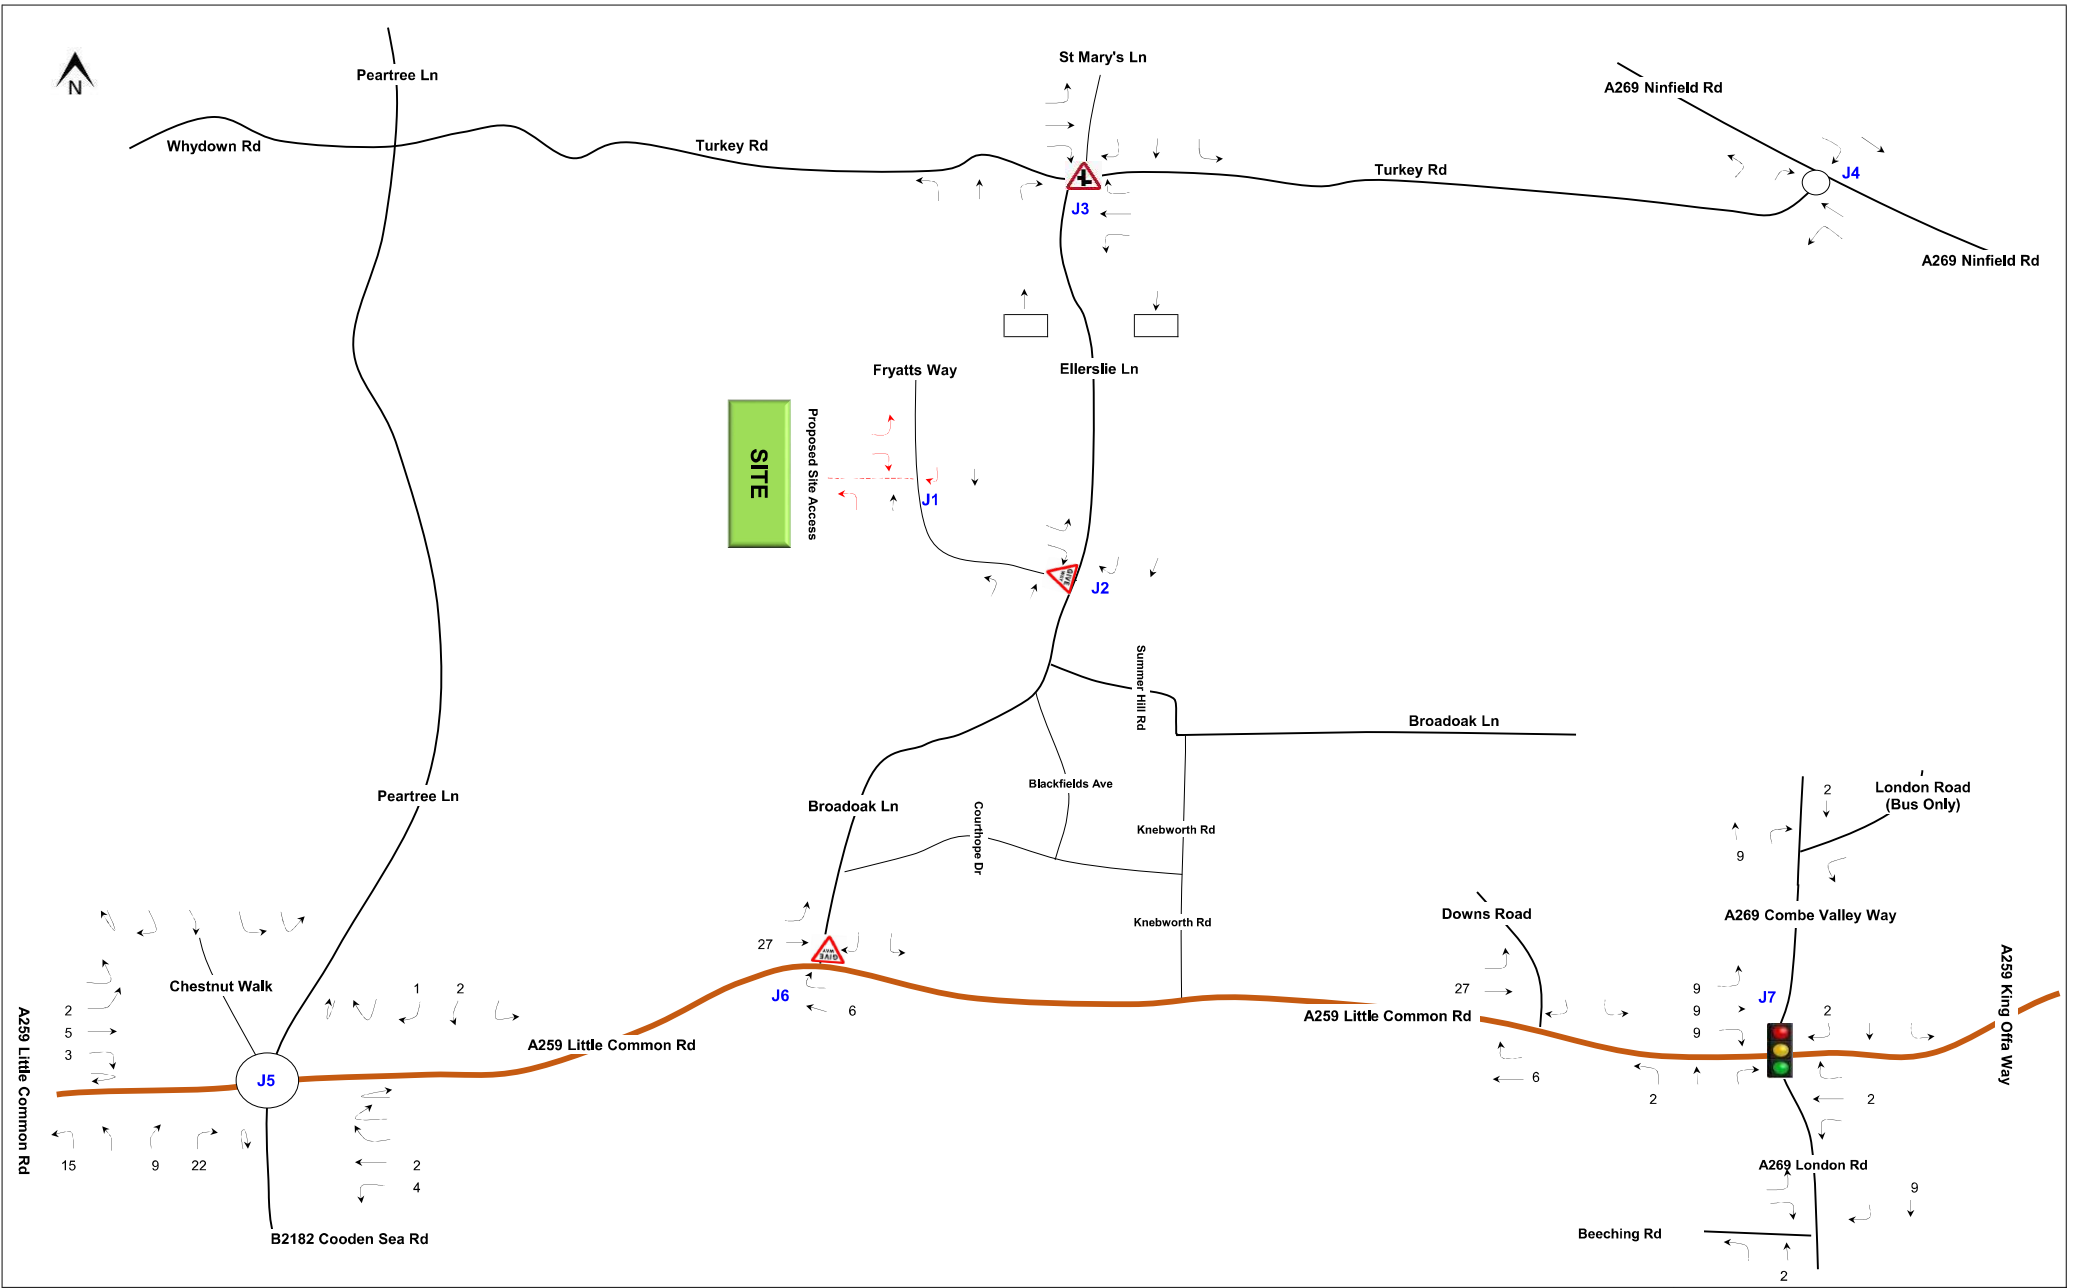 St Mary's Ln
Peartree Ln
N
A269 Ninfield Rd
Whydown Rd
Turkey Rd
Turkey Rd
J4
J3
A269 Ninfield Rd
Fryatts Way
Ellerslie Ln
SITE
Proposed Site Access
J1
GIVE
WAY
J2
Summer Hill Rd
Broadoak Ln
Blackfields Ave
Peartree Ln
Broadoak Ln
Courthope Dr
Knebworth Rd
2
London Road
(Bus Only)
9
Downs Road
A269 Combe Valley Way
Knebworth Rd
27
GIVE
WAY
Chestnut Walk
1
2
27
9
J7
J6
2
6
9
2
5
9
A259 Little Common Rd
A259 King Offa Way
3
A259 Little Common Rd
A259 Little Common Rd
J5
6
2
2
15
9
22
2
A269 London Rd
4
9
B2182 Cooden Sea Rd
Beeching Rd
2